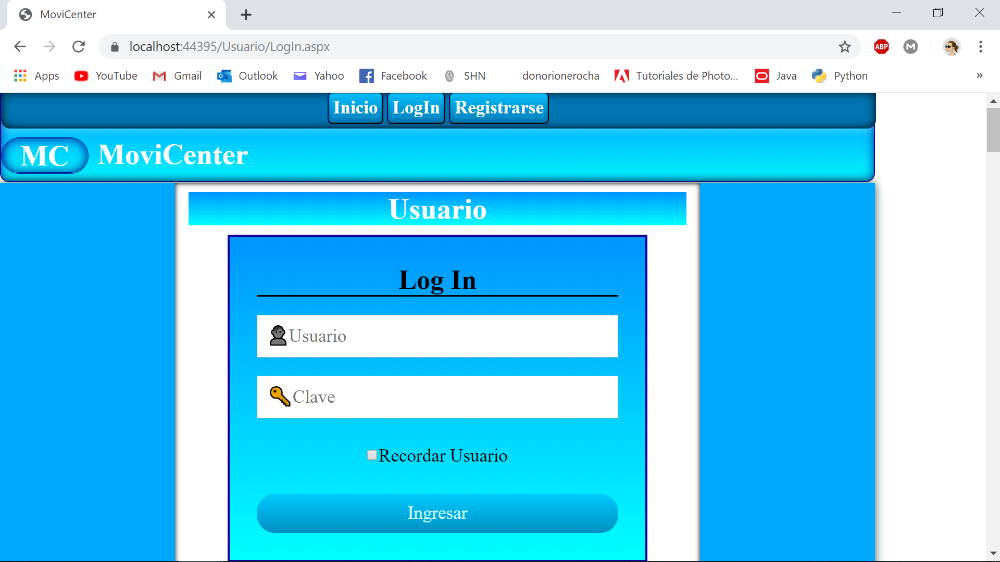 MoviCenter
localhost:44395/Usuario/LogIn.aspx
ABP M
Apps YouTube Gmail Outlook Yahoo Facebook SHN donorionerocha Tutoriales de Photo... Java Python »
Inicio LogIn Registrarse
MC MoviCenter
Usuario
Log In
Usuario
Clave
Recordar Usuario
Ingresar